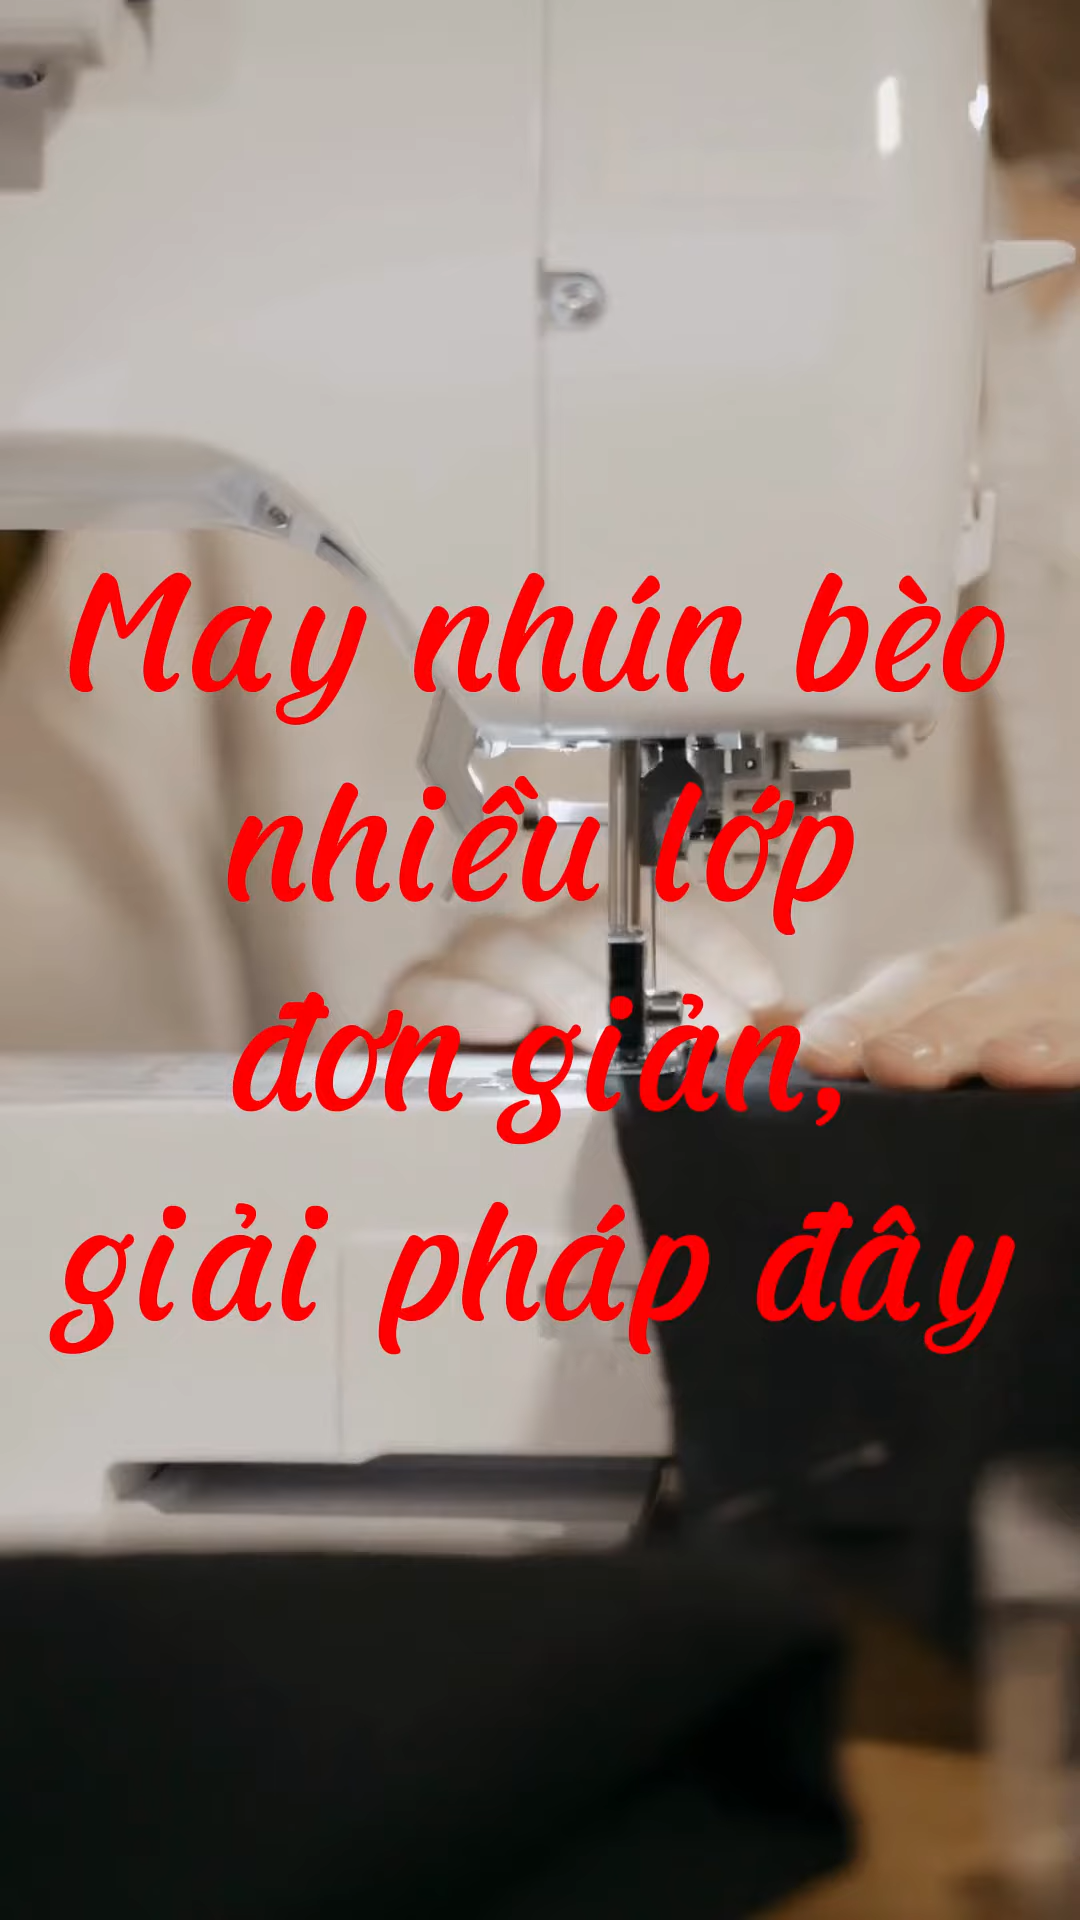 May nhún bèo
nhiều lớp
đơn giản,
giải pháp đây